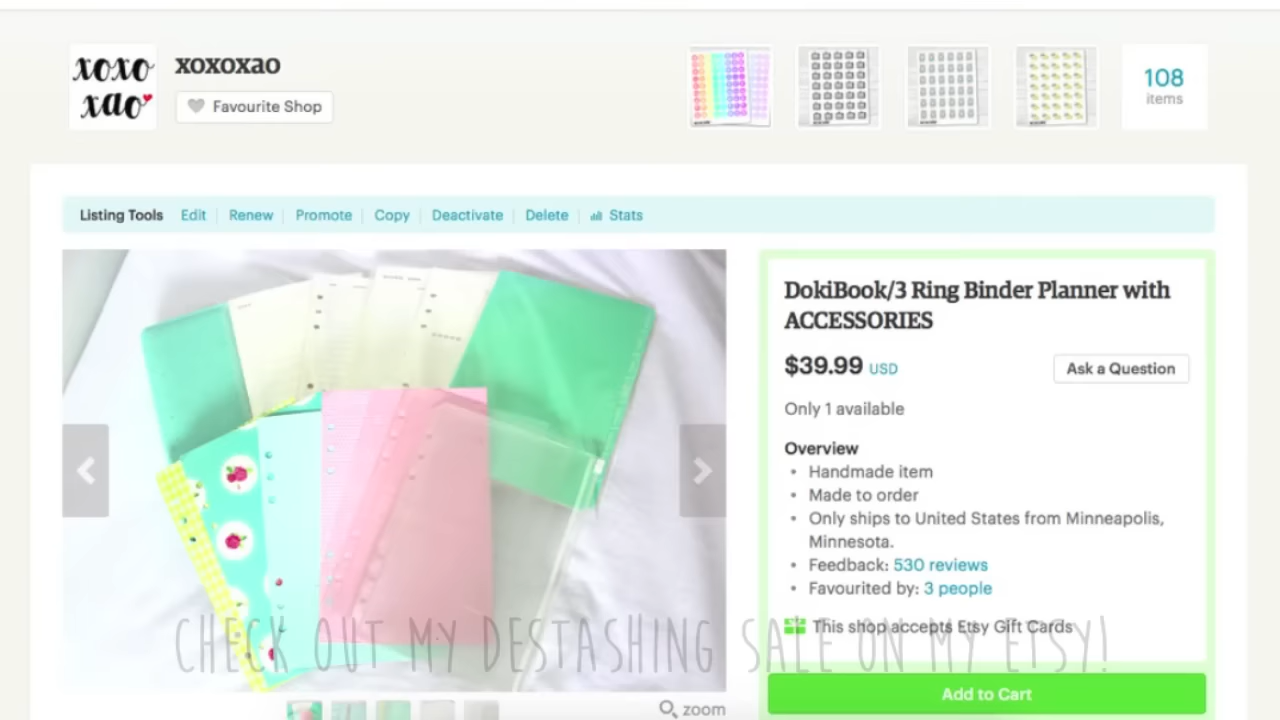 xoxo
xao
xoxoxao
Favourite Shop
108
items
Listing Tools Edit Renew Promote Copy Deactivate Delete Stats
DokiBook/3 Ring Binder Planner with
ACCESSORIES
$39.99 USD
Ask a Question
Only 1 available
Overview
• Handmade item
• Made to order
• Only ships to United States from Minneapolis,
Minnesota.
• Feedback: 530 reviews
• Favourited by: 3 people
This shop accepts Etsy Gift Cards
CHECK OUT MY DESTASHING SALE ON MY ETSY!
Add to Cart
zoom